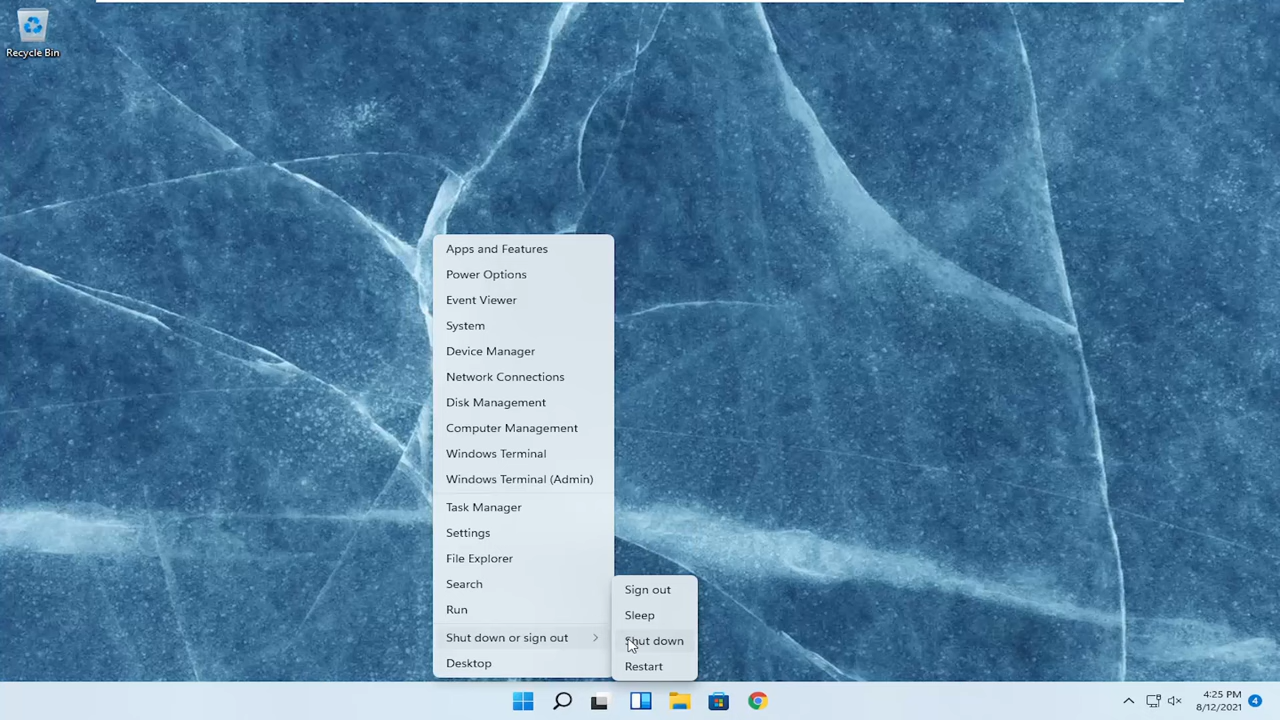 Recycle Bin
Apps and Features
Power Options
Event Viewer
System
Device Manager
Network Connections
Disk Management
Computer Management
Windows Terminal
Windows Terminal (Admin)
Task Manager
Settings
File Explorer
Search
Run
Shut down or sign out
Desktop
Sign out
Sleep
Shut down
Restart
4:25 PM
8/12/2021
4